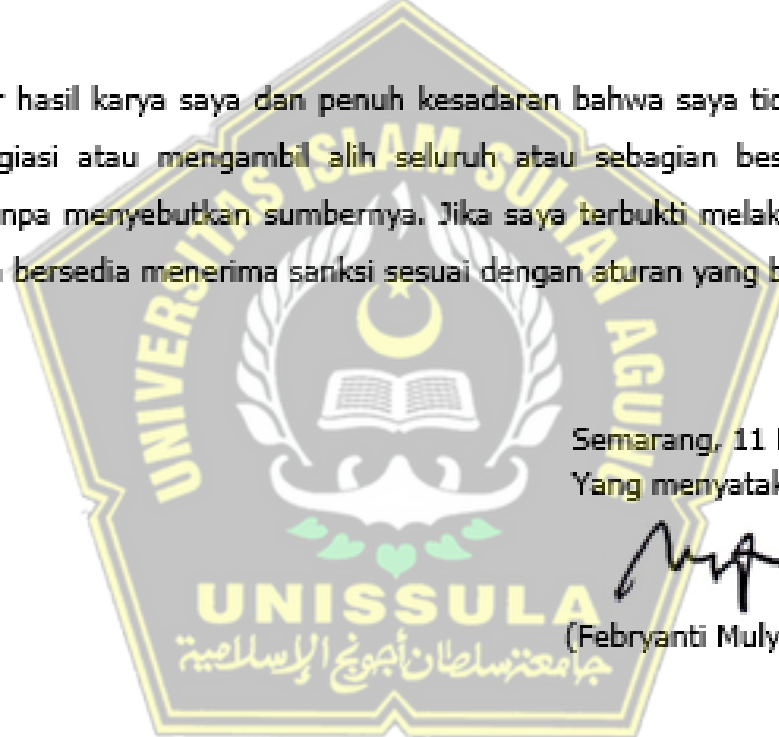 r hasil karya saya dan penuh kesadaran bahwa saya tid
giasi atau mengambil alih seluruh atau sebagian bes
npa menyebutkan sumbernya. Jika saya terbukti melak
bersedia menerima sanksi sesuai dengan aturan yang b
UNIVERSITAS ISLAM SULTAN AGUNG
Semarang, 11
Yang menyatak
UNISSULA
جامعتنسلطان أجونج الإسلامية
(Febryanti Muly